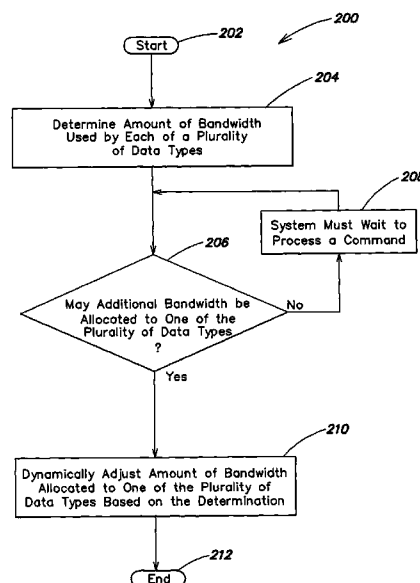 200
Start
202
204
Determine Amount of Bandwidth
Used by Each of a Plurality
of Data Types
System Must Wait to
Process a Command
206
May Additional Bandwidth be
Allocated to One of the
Plurality of Data Types
?
No
Yes
210
Dynamically Adjust Amount of Bandwidth
Allocated to One of the Plurality of
Data Types Based on the Determination
212
End